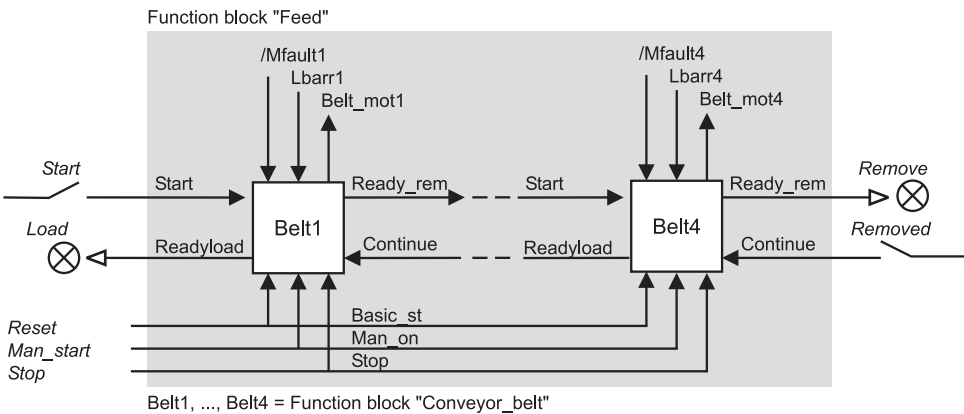 Function block "Feed"
/Mfault1
/Mfault4
Lbarr1
Lbarr4
Belt_mot1
Belt_mot4
Start
Start
Ready_rem
Start
Ready_rem
Remove
Belt1
Belt4
Load
Readyload
Continue
Readyload
Continue
Removed
Reset
Basic_st
Man_start
Man_on
Stop
Stop
Belt1, ..., Belt4 = Function block "Conveyor_belt"